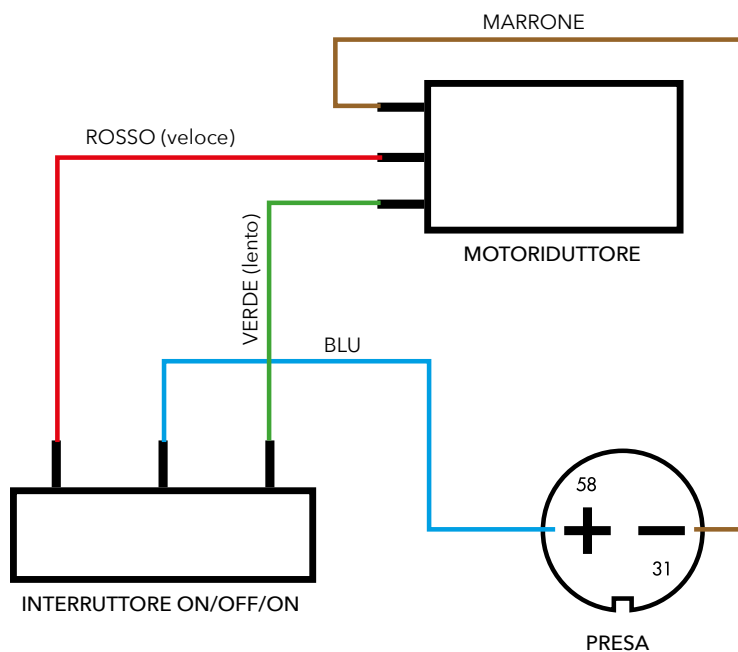 MARRONE
ROSSO (veloce)
VERDE (lento)
MOTORIDUTTORE
BLU
58
31
INTERRUTTORE ON/OFF/ON
PRESA